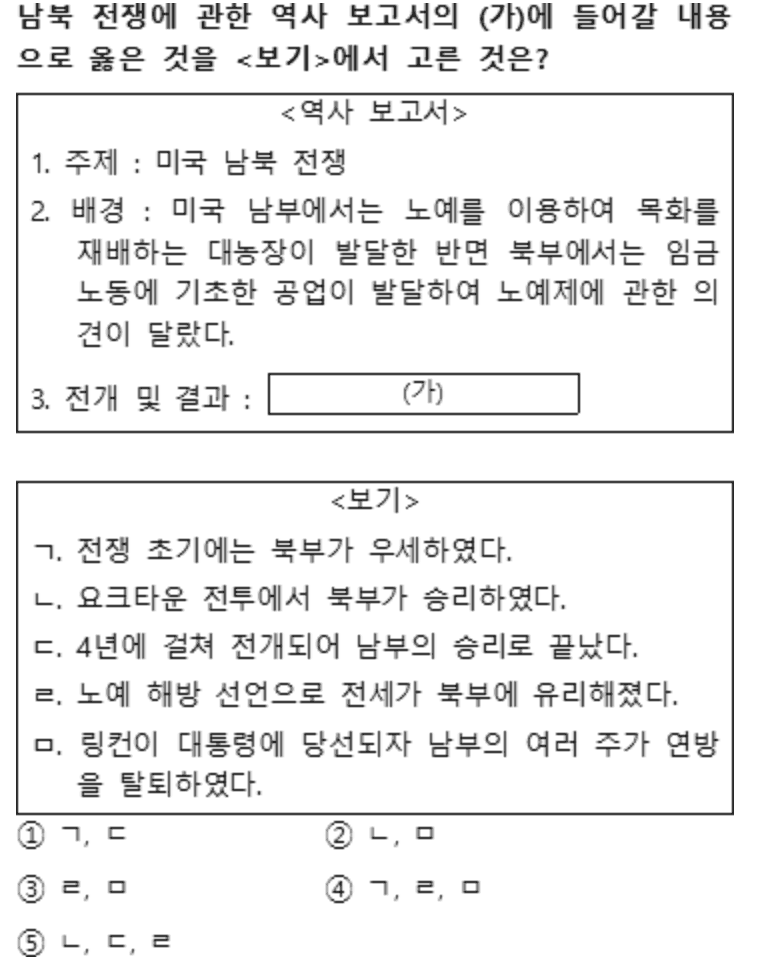 남북 전쟁에 관한 역사 보고서의 (가)에 들어갈 내용
으로 옳은 것을 <보기>에서 고른 것은?
<역사 보고서>
1. 주제 : 미국 남북 전쟁
2. 배경 : 미국 남부에서는 노예를 이용하여 목화를
재배하는 대농장이 발달한 반면 북부에서는 임금
노동에 기초한 공업이 발달하여 노예제에 관한 의
견이 달랐다.
3. 전개 및 결과 : (가)
<보기>
ㄱ. 전쟁 초기에는 북부가 우세하였다.
ㄴ. 요크타운 전투에서 북부가 승리하였다.
ㄷ. 4년에 걸쳐 전개되어 남부의 승리로 끝났다.
ㄹ. 노예 해방 선언으로 전세가 북부에 유리해졌다.
ㅁ. 링컨이 대통령에 당선되자 남부의 여러 주가 연방
을 탈퇴하였다.
① ㄱ, ㄷ ② ㄴ, ㅁ
③ ㄹ, ㅁ ④ ㄱ, ㄹ, ㅁ
⑤ ㄴ, ㄷ, ㄹ